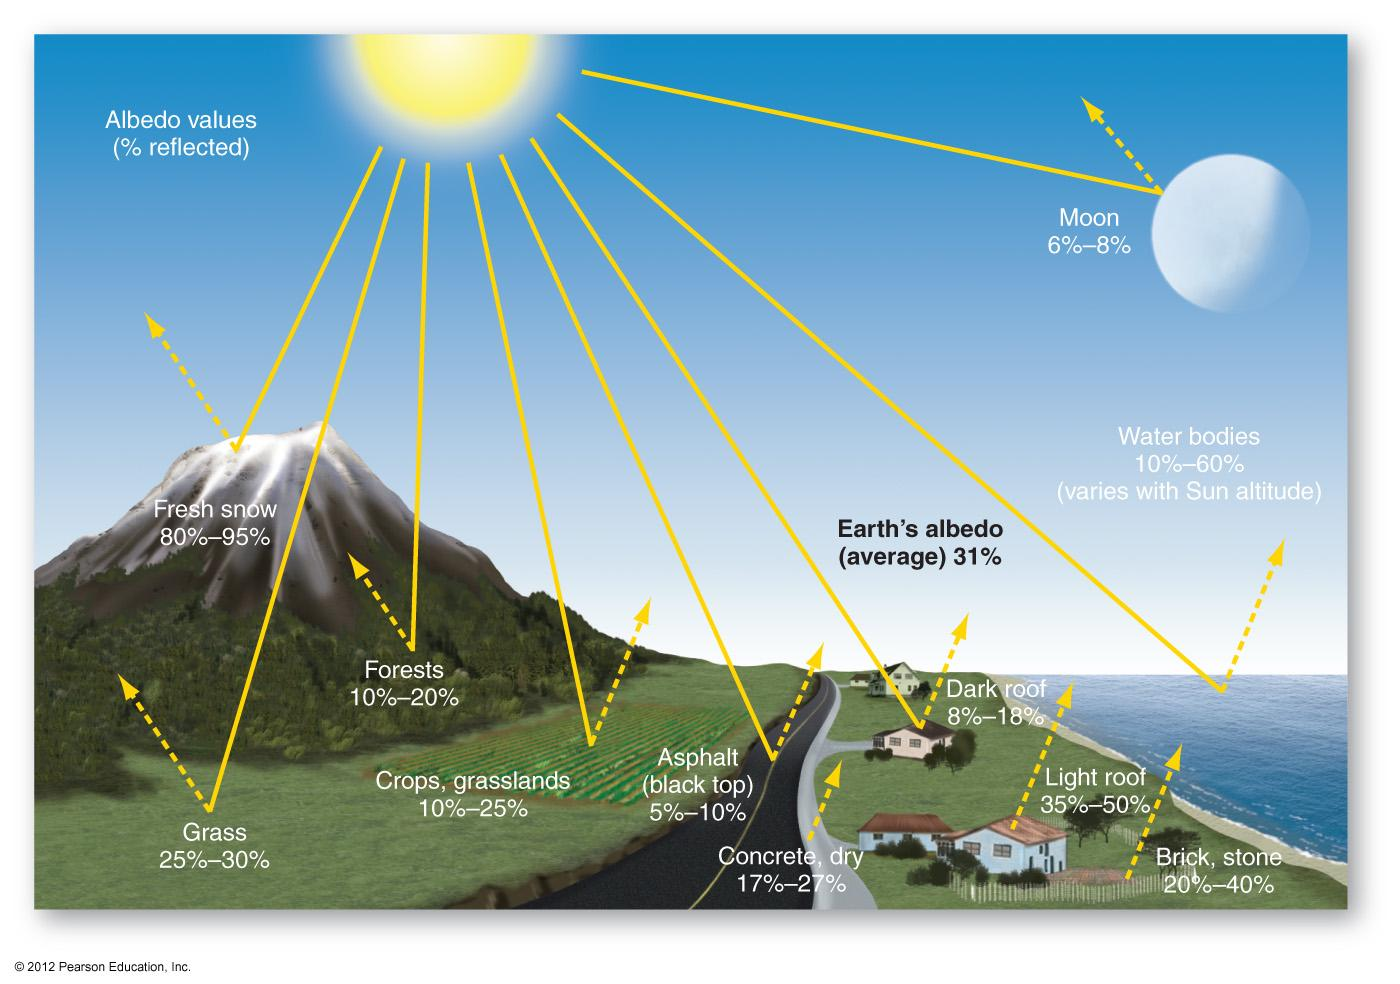 Albedo values
(% reflected)
Moon
6%–8%
Water bodies
10%–60%
(varies with Sun altitude)
Fresh snow
80%–95%
Earth’s albedo
(average) 31%
Forests
10%–20%
Dark roof
8%–18%
Crops, grasslands
10%–25%
Asphalt
(black top)
5%–10%
Light roof
35%–50%
Grass
25%–30%
Concrete, dry
17%–27%
Brick, stone
20%–40%
© 2012 Pearson Education, Inc.